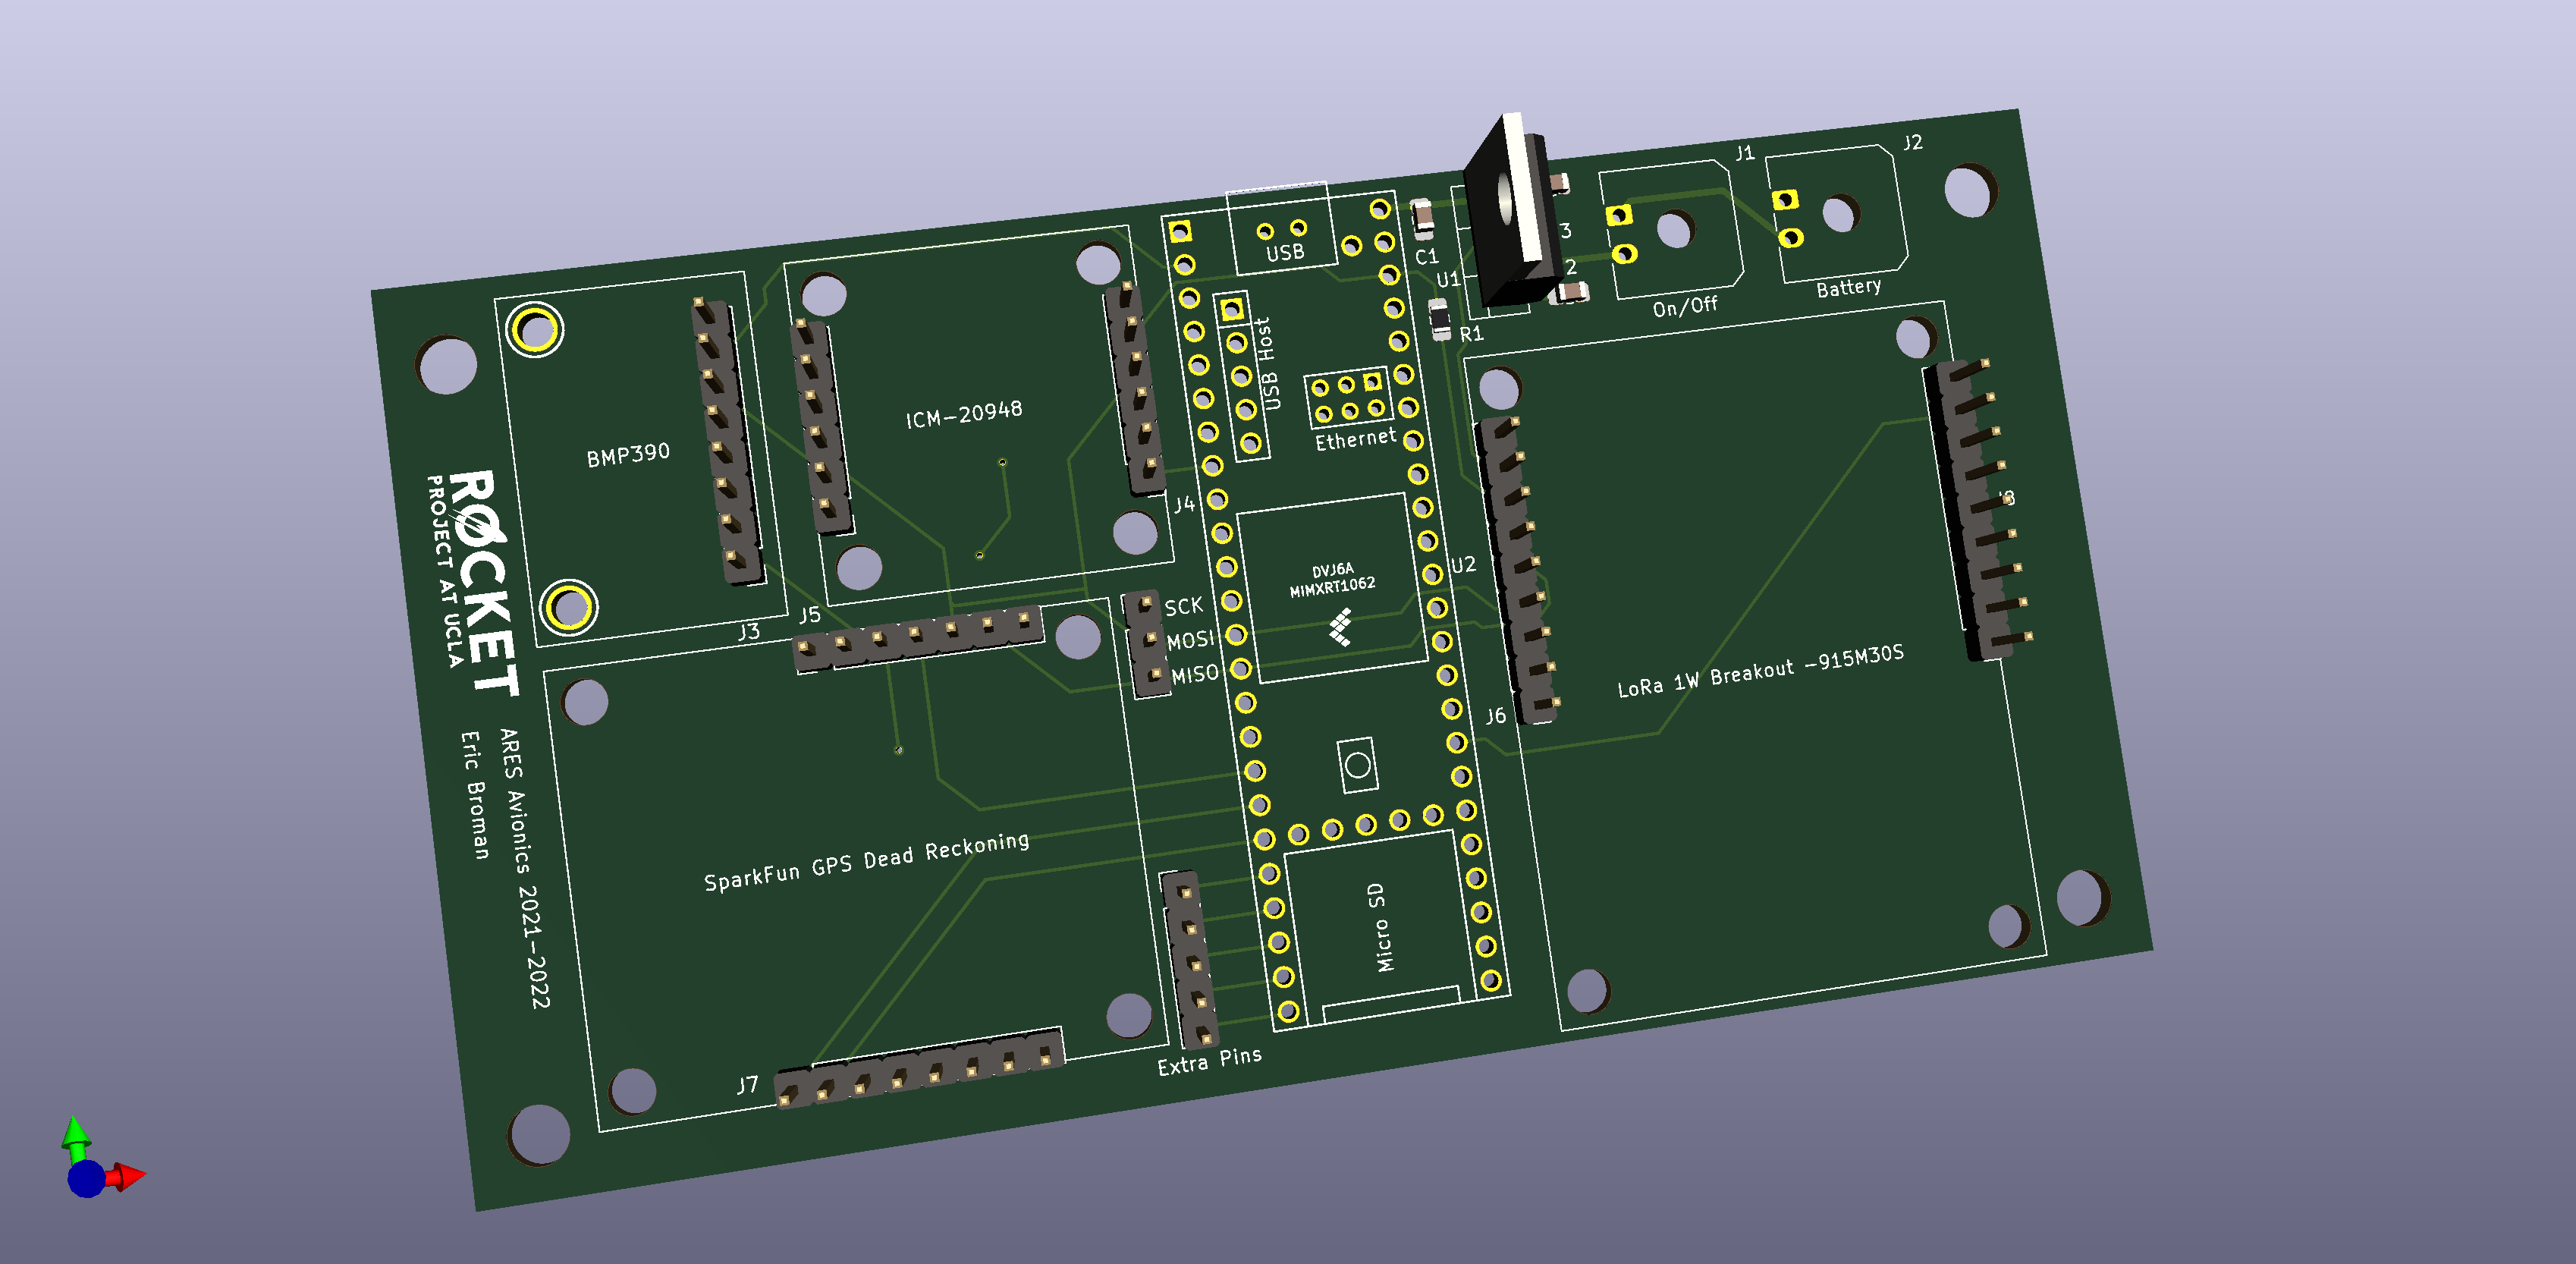 J2
J1
USB
3
C1
2
U1
Battery
On/Off
R1
USB Host
ICM-20948
Ethernet
BMP390
J4
DVJ6A
MIMXRT1062
U2
SCK
J5
J3
MOSI
MISO
LoRa 1W Breakout -915M30S
J6
ROCKET
PROJECT AT UCLA
ARES Avionics 2021-2022
Eric Broman
SparkFun GPS Dead Reckoning
Micro SD
Extra Pins
J7